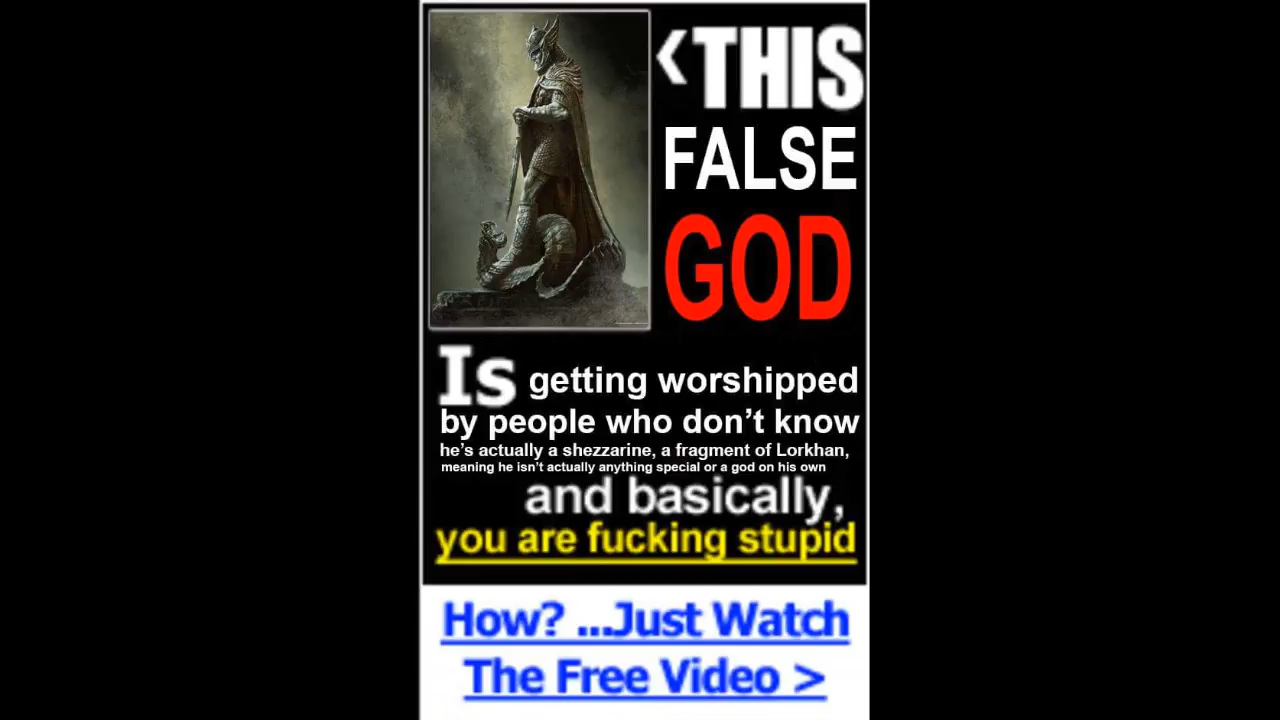 ‹THIS
FALSE
GOD
Is getting worshipped
by people who don't know
he's actually a shezzarine, a fragment of Lorkhan,
meaning he isn't actually anything special or a god on his own
and basically,
you are fucking stupid
How? ...Just Watch
The Free Video >